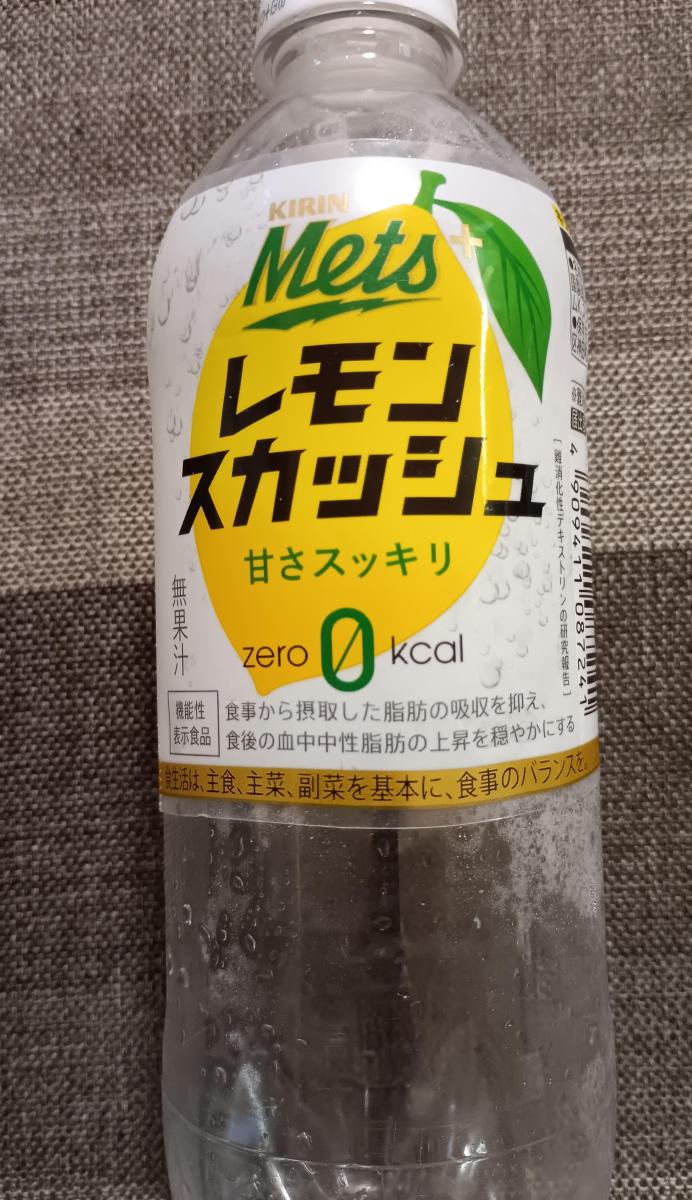 KIRIN
Mets+
レモン
スカッシュ
甘さスッキリ
無果汁
zero 0 kcal
機能性
表示食品
食事から摂取した脂肪の吸収を抑え、
食後の血中中性脂肪の上昇を穏やかにする
食生活は、主食、主菜、副菜を基本に、食事のバランスを。
[難消化性デキストリンの研究報告]
4 909411 087241